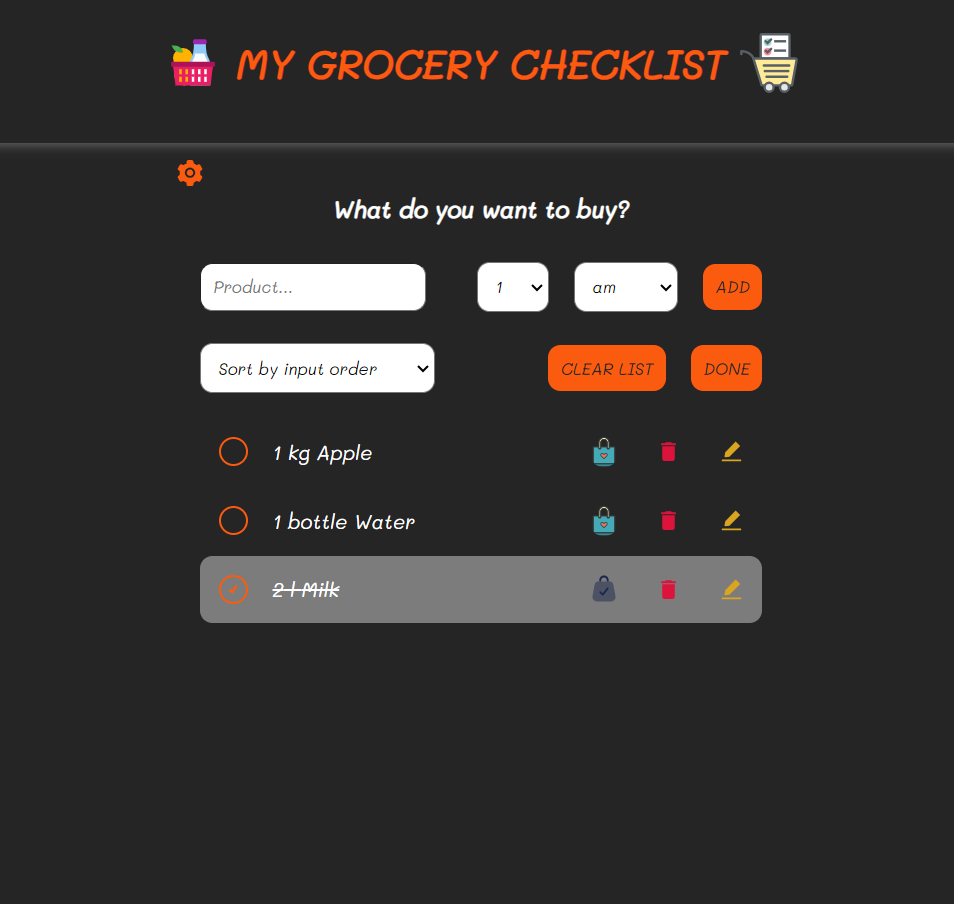 MY GROCERY CHECKLIST
What do you want to buy?
Product... 1 am ADD
Sort by input order CLEAR LIST DONE
1 kg Apple
1 bottle Water
2 l Milk